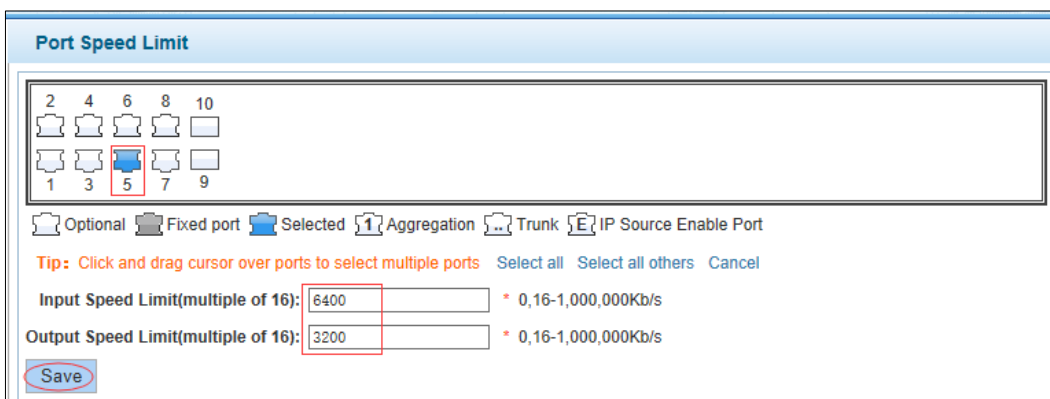 Port Speed Limit
2 4 6 8 10
1 3 5 7 9
Optional Fixed port Selected 1 Aggregation .. Trunk E IP Source Enable Port
Tip: Click and drag cursor over ports to select multiple ports Select all Select all others Cancel
Input Speed Limit(multiple of 16): 6400 * 0,16-1,000,000Kb/s
Output Speed Limit(multiple of 16): 3200 * 0,16-1,000,000Kb/s
Save